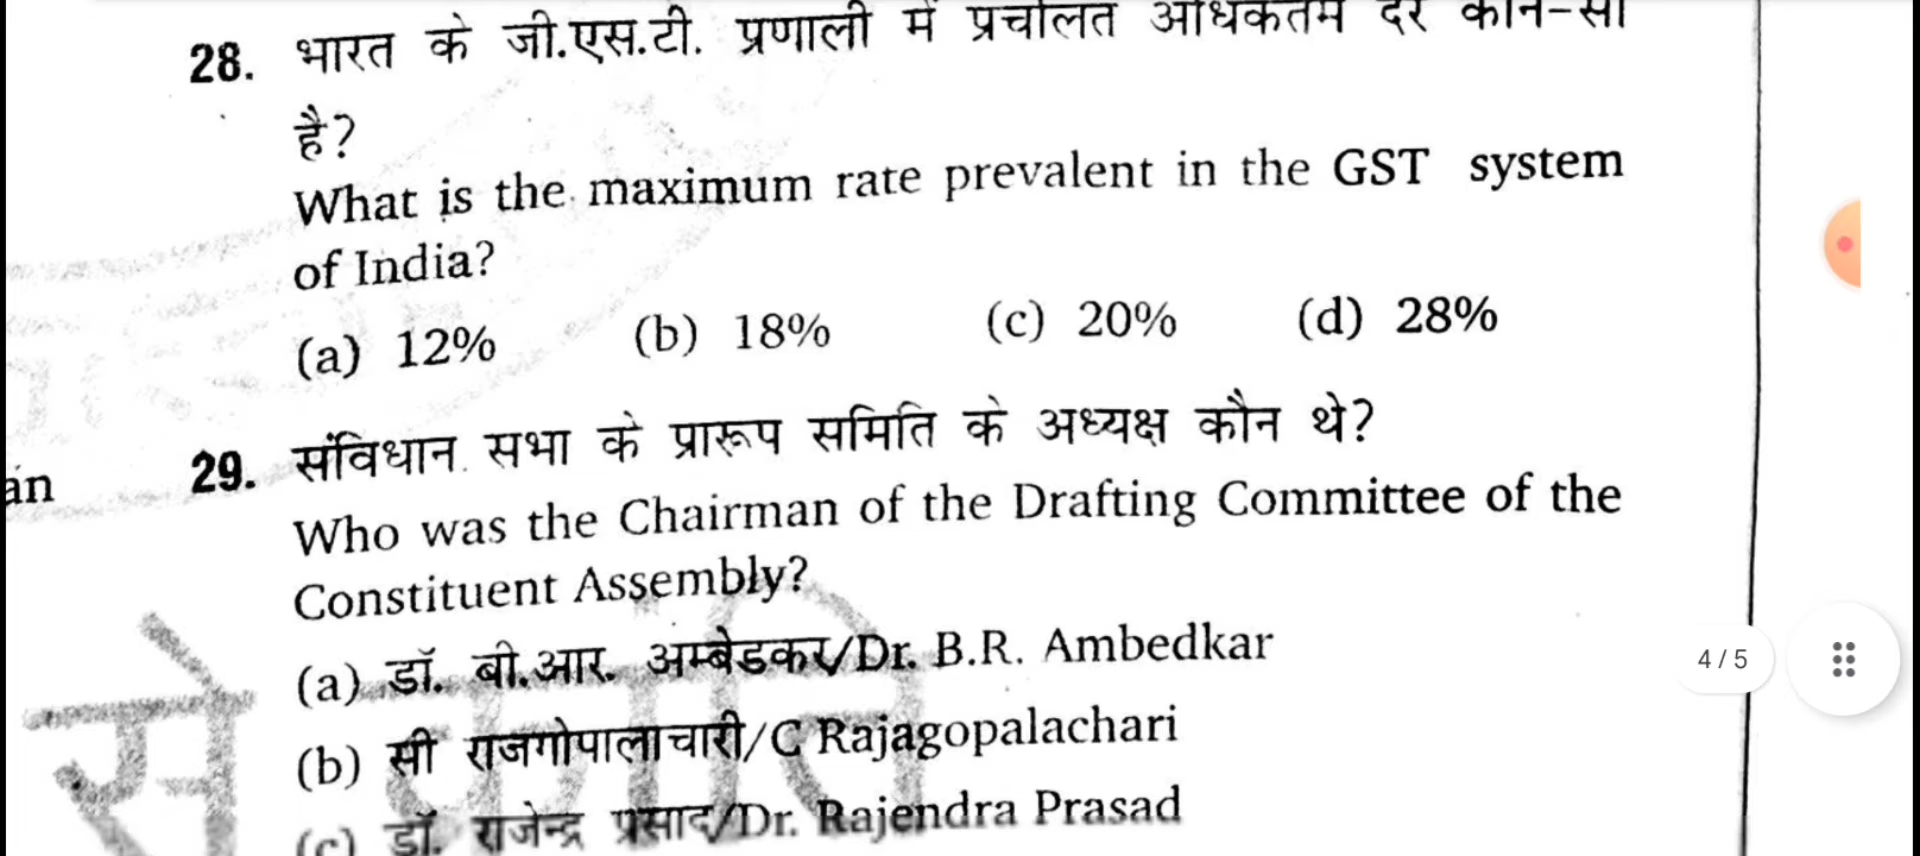 28. भारत के जी.एस.टी. प्रणाली में प्रचलित अधिकतम दर कौन-सी
है?
What is the maximum rate prevalent in the GST system
of India?
(a) 12% (b) 18% (c) 20% (d) 28%
29. संविधान सभा के प्रारूप समिति के अध्यक्ष कौन थे?
an
Who was the Chairman of the Drafting Committee of the
Constituent Assembly?
(a) डॉ. बी.आर. अम्बेडकर/Dr. B.R. Ambedkar
4 / 5
(b) सी राजगोपालाचारी/C Rajagopalachari
(c) डॉ. राजेन्द्र प्रसाद/Dr. Rajendra Prasad